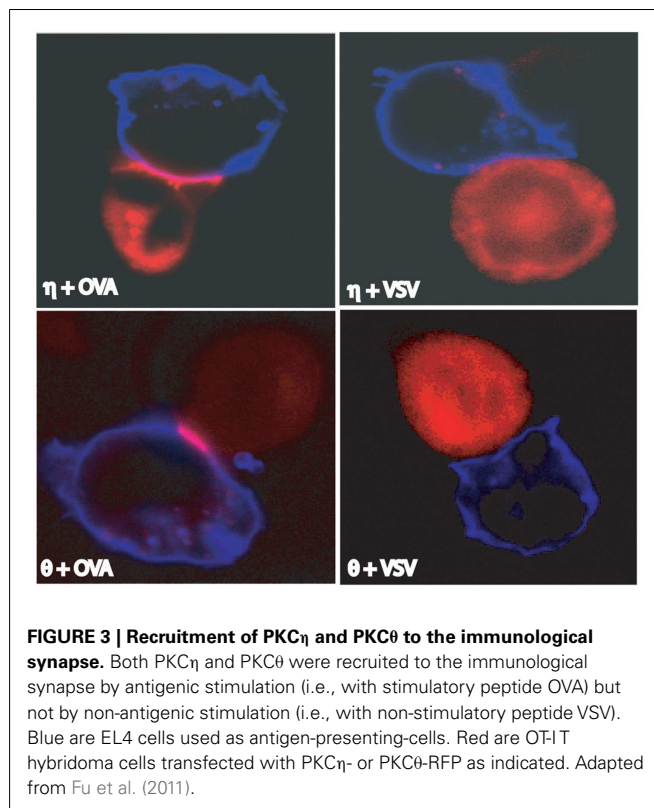 η + OVA
η + VSV
θ + OVA
θ + VSV
FIGURE 3 | Recruitment of PKCη and PKCθ to the immunological
synapse. Both PKCη and PKCθ were recruited to the immunological
synapse by antigenic stimulation (i.e., with stimulatory peptide OVA) but
not by non-antigenic stimulation (i.e., with non-stimulatory peptide VSV).
Blue are EL4 cells used as antigen-presenting-cells. Red are OT-I T
hybridoma cells transfected with PKCη- or PKCθ-RFP as indicated. Adapted
from Fu et al. (2011).